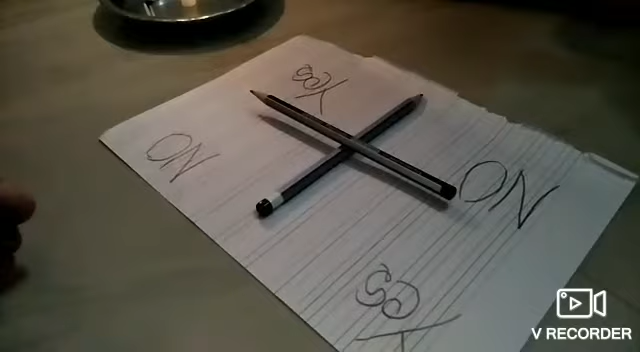 Yes
NO
NO
Yes
V RECORDER